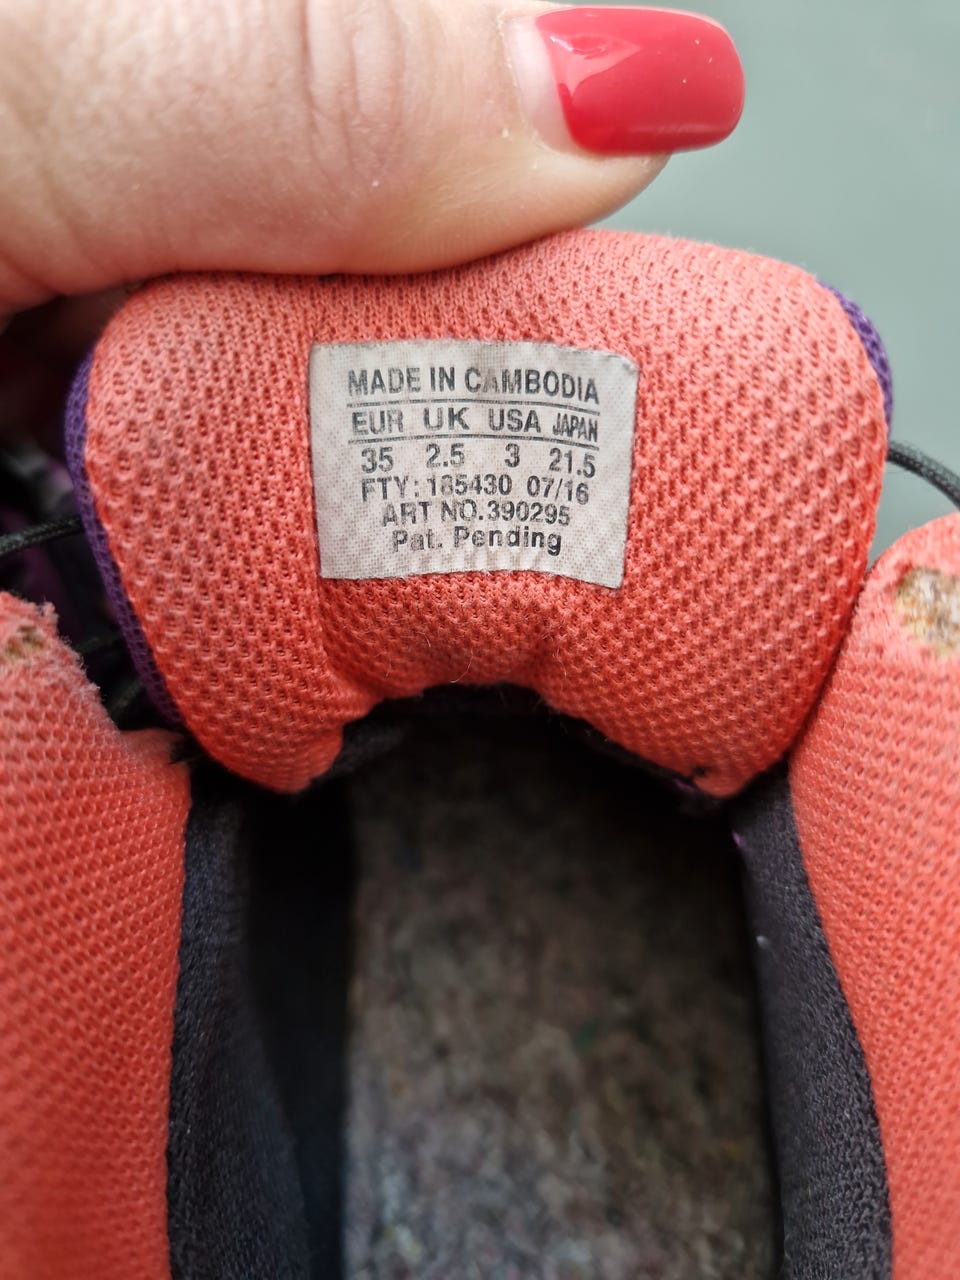 MADE IN CAMBODIA
EUR UK USA JAPAN
35 2.5 3 21.5
FTY: 185430 07/16
ART NO. 390295
Pat. Pending